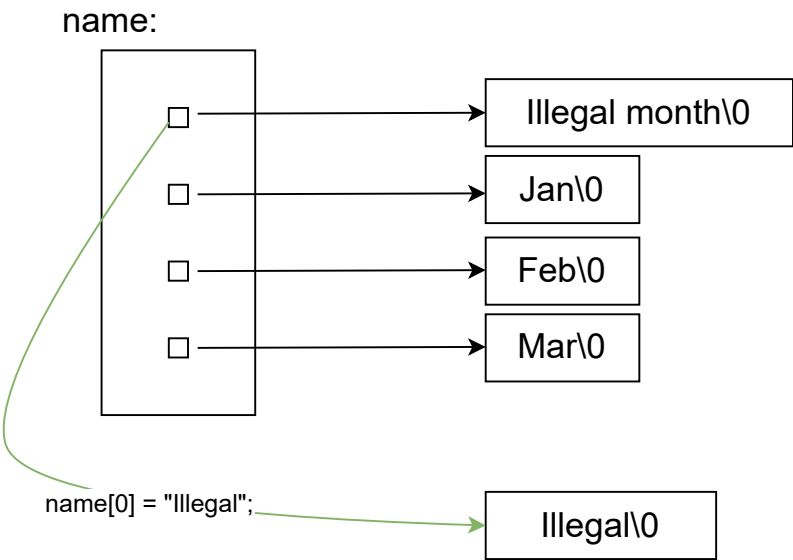 name:
Illegal month\0
Jan\0
Feb\0
Mar\0
name[0] = "Illegal";
Illegal\0